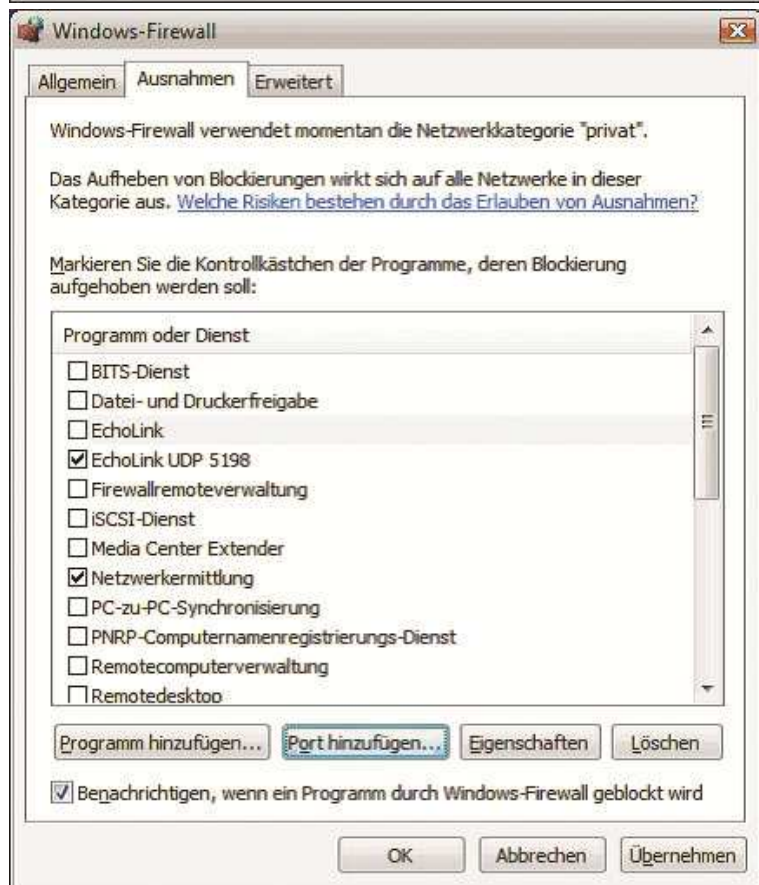 Windows-Firewall
Allgemein Ausnahmen Erweitert
Windows-Firewall verwendet momentan die Netzwerkkategorie "privat".
Das Aufheben von Blockierungen wirkt sich auf alle Netzwerke in dieser
Kategorie aus. Welche Risiken bestehen durch das Erlauben von Ausnahmen?
Markieren Sie die Kontrollkästchen der Programme, deren Blockierung
aufgehoben werden soll:
Programm oder Dienst
BITS-Dienst
Datei- und Druckerfreigabe
EchoLink
EchoLink UDP 5198
Firewallremoteverwaltung
iSCSI-Dienst
Media Center Extender
Netzwerkermittlung
PC-zu-PC-Synchronisierung
PNRP-Computernamenregistrierungs-Dienst
Remotecomputerverwaltung
Remotedesktop
Programm hinzufügen... Port hinzufügen... Eigenschaften Löschen
Benachrichtigen, wenn ein Programm durch Windows-Firewall geblockt wird
OK Abbrechen Übernehmen